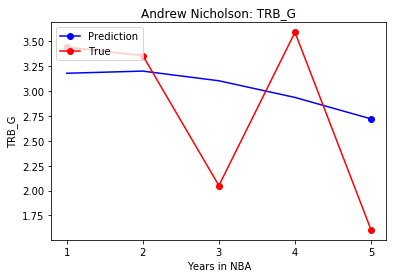 Andrew Nicholson: TRB_G
Prediction
True
3.50
3.25
3.00
2.75
2.50
2.25
2.00
1.75
TRB_G
1 2 3 4 5
Years in NBA